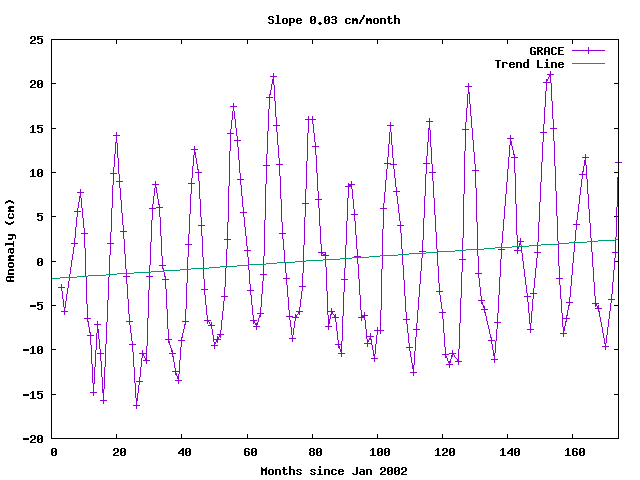 Slope 0.03 cm/month
GRACE
Trend Line
25
20
15
10
5
0
-5
-10
-15
-20
Anomaly (cm)
0 20 40 60 80 100 120 140 160
Months since Jan 2002